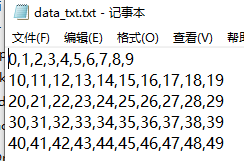 data_txt.txt - 记事本
文件(F) 编辑(E) 格式(O) 查看(V) 帮助
0,1,2,3,4,5,6,7,8,9
10,11,12,13,14,15,16,17,18,19
20,21,22,23,24,25,26,27,28,29
30,31,32,33,34,35,36,37,38,39
40,41,42,43,44,45,46,47,48,49